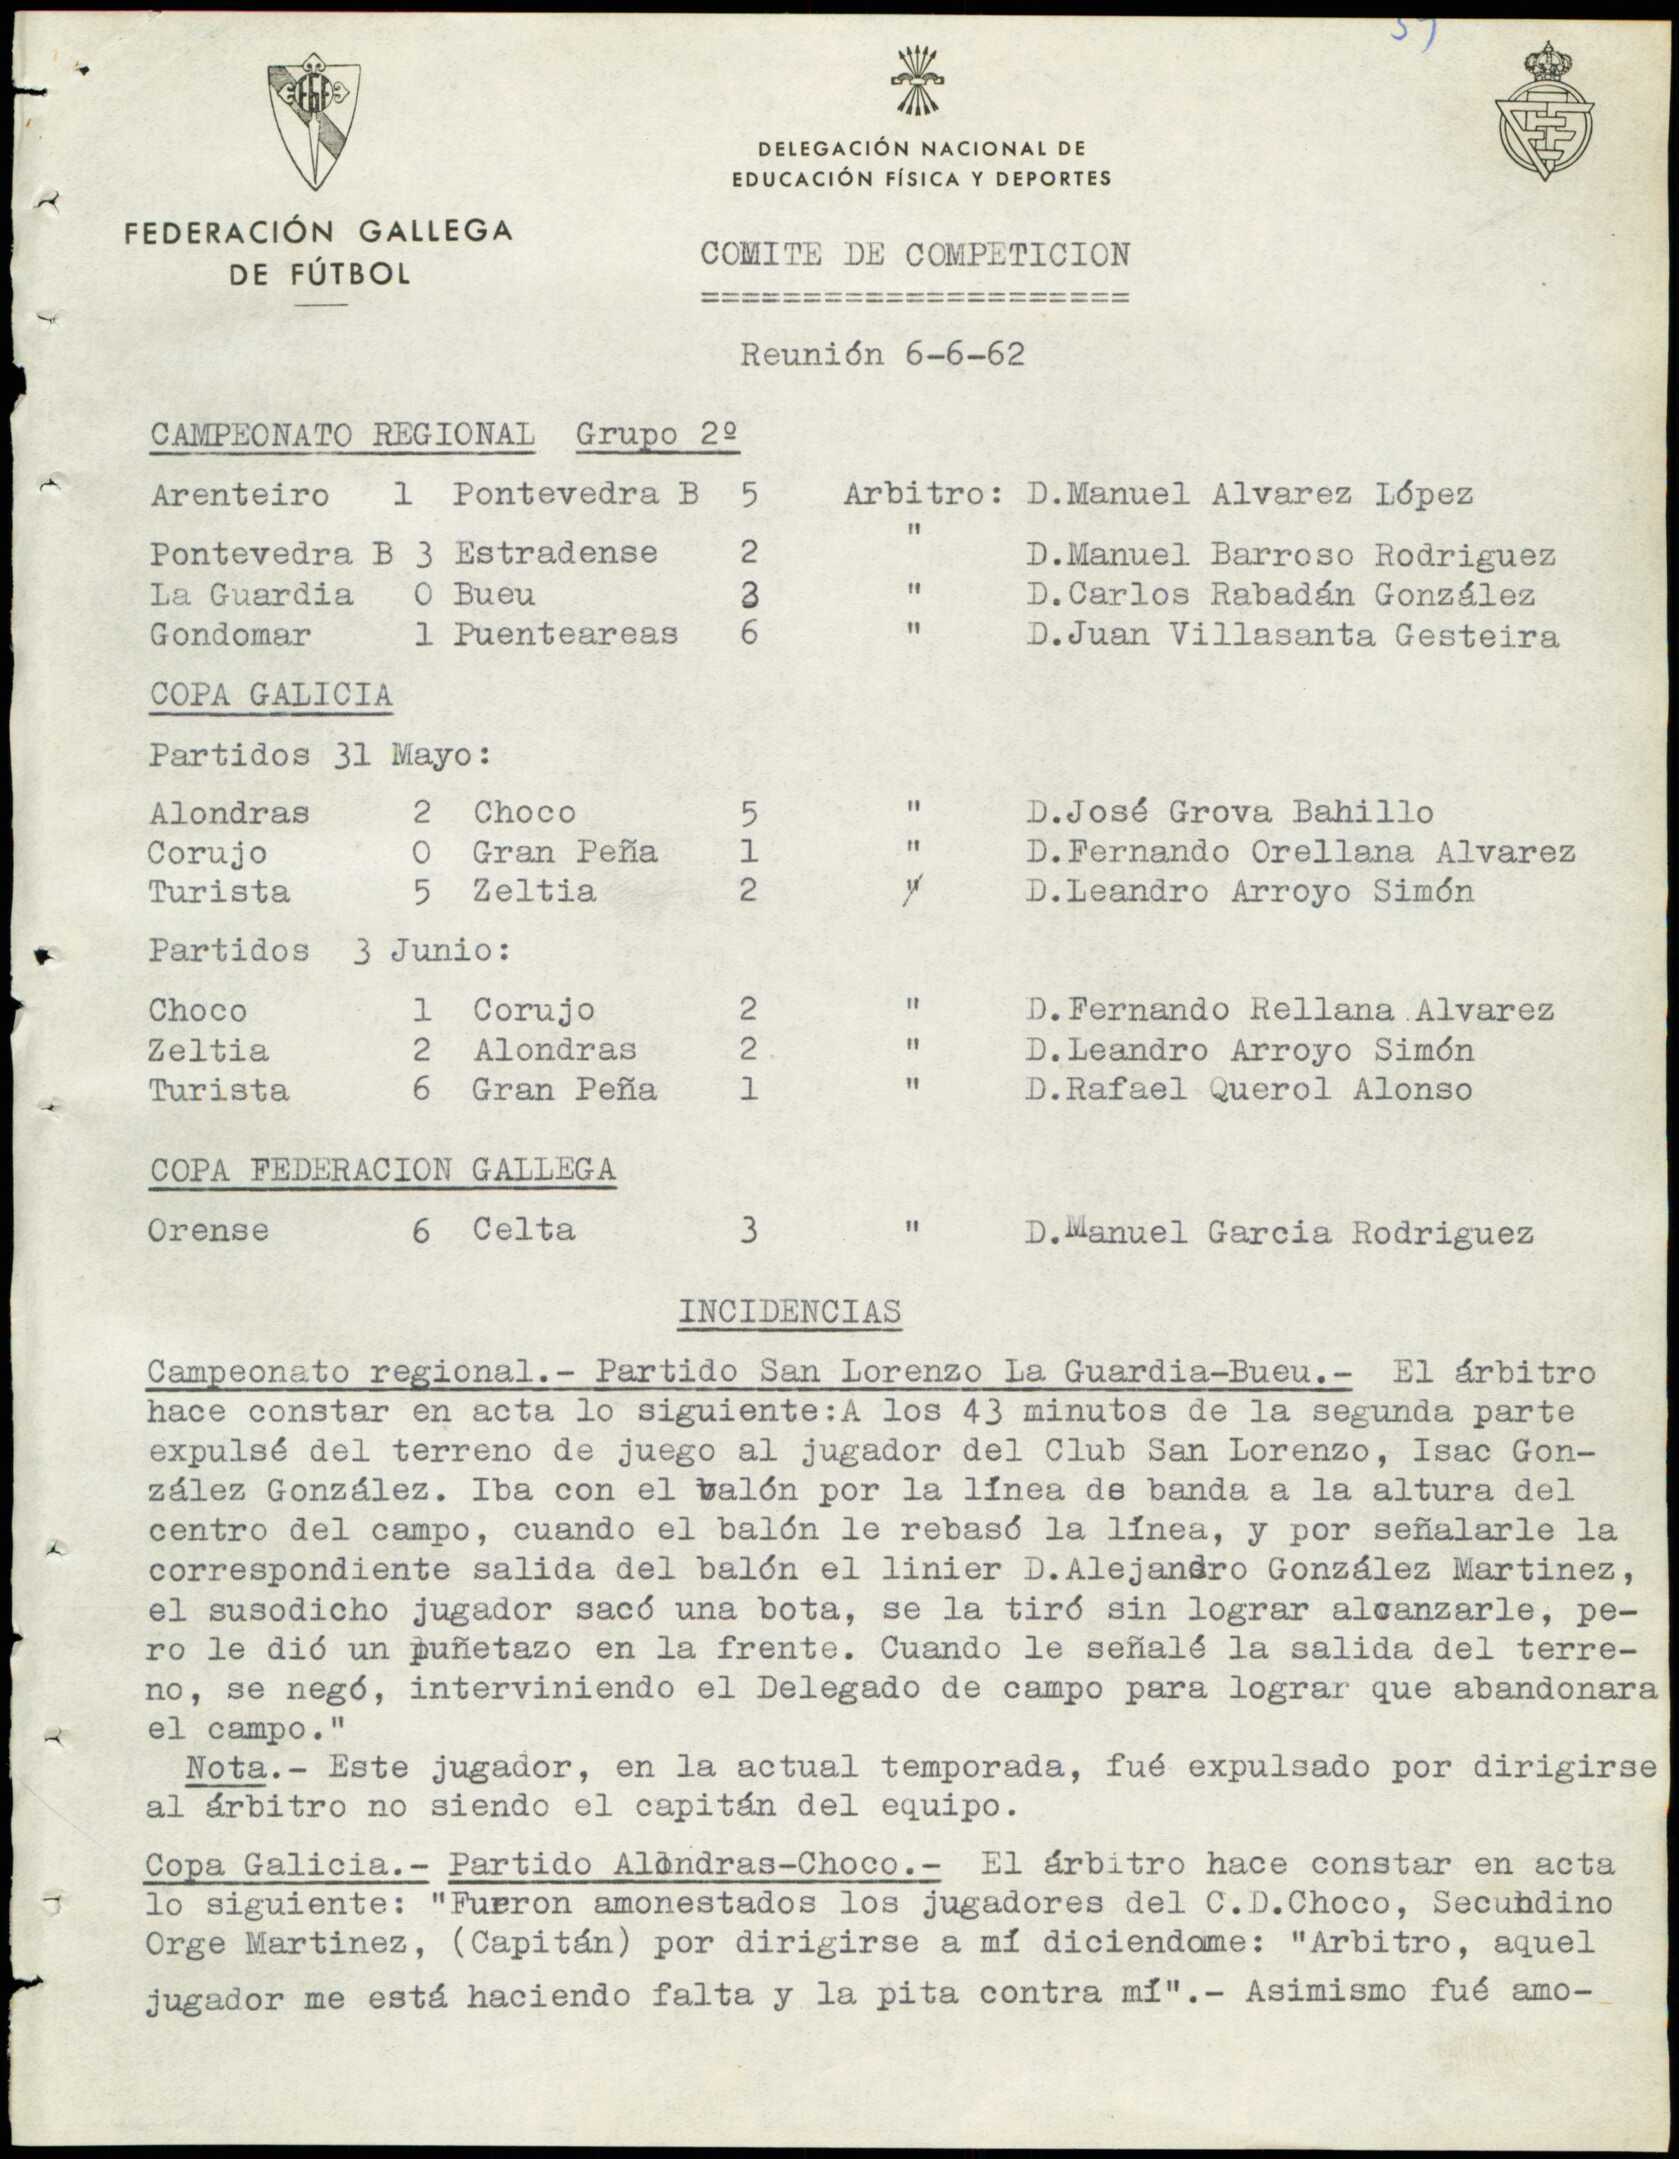 FEDERACIÓN GALLEGA
DE FÚTBOL
DELEGACIÓN NACIONAL DE
EDUCACIÓN FÍSICA Y DEPORTES
COMITE DE COMPETICION
=====================
Reunión 6-6-62
CAMPEONATO REGIONAL Grupo 2º
Arenteiro 1 Pontevedra B 5 Arbitro: D.Manuel Alvarez López
Pontevedra B 3 Estradense 2 " D.Manuel Barroso Rodriguez
La Guardia 0 Bueu 3 " D.Carlos Rabadán González
Gondomar 1 Puenteareas 6 " D.Juan Villasanta Gesteira
COPA GALICIA
Partidos 31 Mayo:
Alondras 2 Choco 5 " D.José Grova Bahillo
Corujo 0 Gran Peña 1 " D.Fernando Orellana Alvarez
Turista 5 Zeltia 2 " D.Leandro Arroyo Simón
Partidos 3 Junio:
Choco 1 Corujo 2 " D.Fernando Rellana Alvarez
Zeltia 2 Alondras 2 " D.Leandro Arroyo Simón
Turista 6 Gran Peña 1 " D.Rafael Querol Alonso
COPA FEDERACION GALLEGA
Orense 6 Celta 3 " D.Manuel Garcia Rodriguez
INCIDENCIAS
Campeonato regional.- Partido San Lorenzo La Guardia-Bueu.- El árbitro
hace constar en acta lo siguiente:A los 43 minutos de la segunda parte
expulsé del terreno de juego al jugador del Club San Lorenzo, Isac Gon-
zález González. Iba con el balón por la línea de banda a la altura del
centro del campo, cuando el balón le rebasó la línea, y por señalarle la
correspondiente salida del balón el linier D.Alejandro González Martinez,
el susodicho jugador sacó una bota, se la tiró sin lograr alcanzarle, pe-
ro le dió un puñetazo en la frente. Cuando le señalé la salida del terre-
no, se negó, interviniendo el Delegado de campo para lograr que abandonara
el campo."
Nota.- Este jugador, en la actual temporada, fué expulsado por dirigirse
al árbitro no siendo el capitán del equipo.
Copa Galicia.- Partido Alondras-Choco.- El árbitro hace constar en acta
lo siguiente: "Fueron amonestados los jugadores del C.D.Choco, Secundino
Orge Martinez, (Capitán) por dirigirse a mí diciendome: "Arbitro, aquel
jugador me está haciendo falta y la pita contra mí".- Asimismo fué amo-